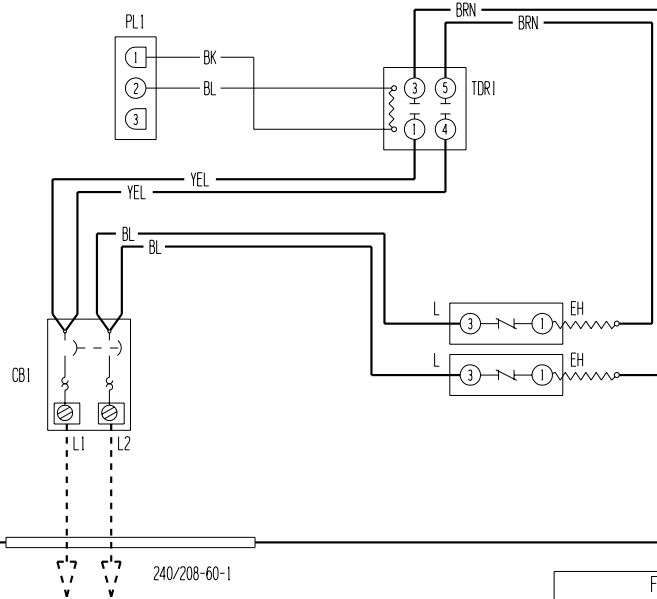 BRN
BRN
PL1
1
BK
2
BL
3
3
5
TDR1
1
4
YEL
YEL
BL
BL
L
EH
3
1
L
EH
3
1
CB1
L1
L2
240/208-60-1
F